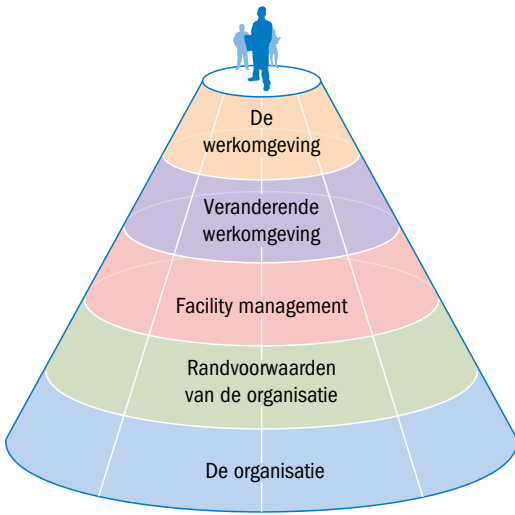 De
werkomgeving
Veranderende
werkomgeving
Facility management
Randvoorwaarden
van de organisatie
De organisatie